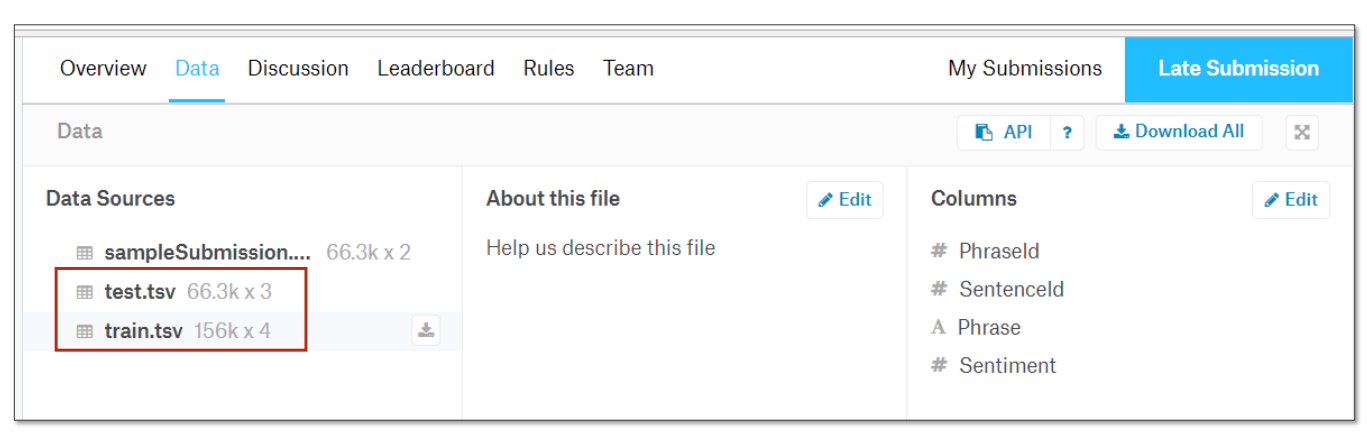 Overview Data Discussion Leaderboard Rules Team My Submissions Late Submission
Data API ? Download All
Data Sources
sampleSubmission.... 66.3k x 2
test.tsv 66.3k x 3
train.tsv 156k x 4
About this file Edit
Help us describe this file
Columns Edit
# PhraseId
# SentenceId
A Phrase
# Sentiment